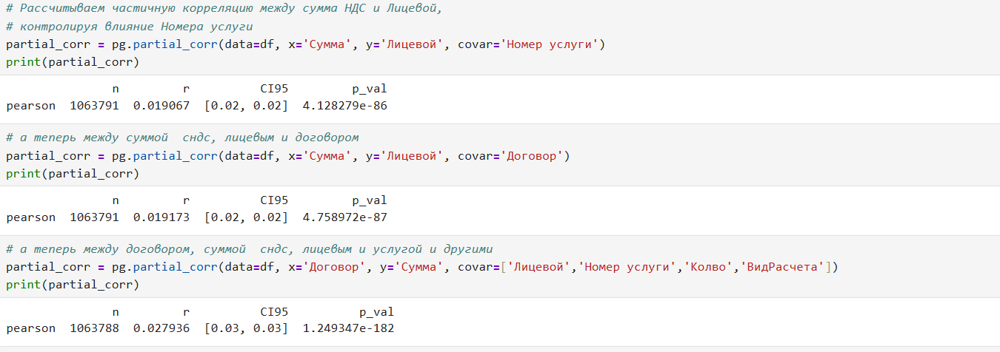 # Рассчитываем частичную корреляцию между сумма НДС и Лицевой,
# контролируя влияние Номера услуги
partial_corr = pg.partial_corr(data=df, x='Сумма', y='Лицевой', covar='Номер услуги')
print(partial_corr)
n r CI95 p_val
pearson 1063791 0.019067 [0.02, 0.02] 4.128279e-86
# а теперь между суммой сндс, лицевым и договором
partial_corr = pg.partial_corr(data=df, x='Сумма', y='Лицевой', covar='Договор')
print(partial_corr)
n r CI95 p_val
pearson 1063791 0.019173 [0.02, 0.02] 4.758972e-87
# а теперь между договором, суммой сндс, лицевым и услугой и другими
partial_corr = pg.partial_corr(data=df, x='Договор', y='Сумма', covar=['Лицевой','Номер услуги','Колво','ВидРасчета'])
print(partial_corr)
n r CI95 p_val
pearson 1063788 0.027936 [0.03, 0.03] 1.249347e-182